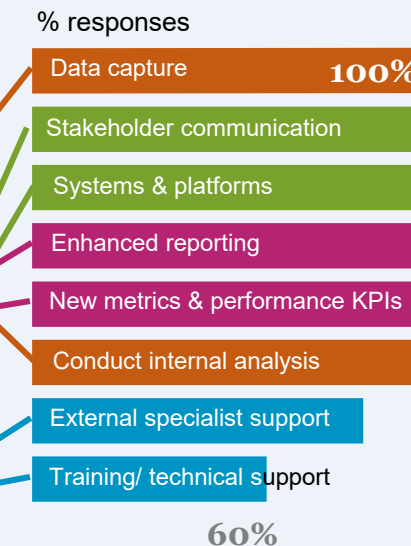 % responses
Data capture 100%
Stakeholder communication
Systems & platforms
Enhanced reporting
New metrics & performance KPIs
Conduct internal analysis
External specialist support
Training/ technical support
60%